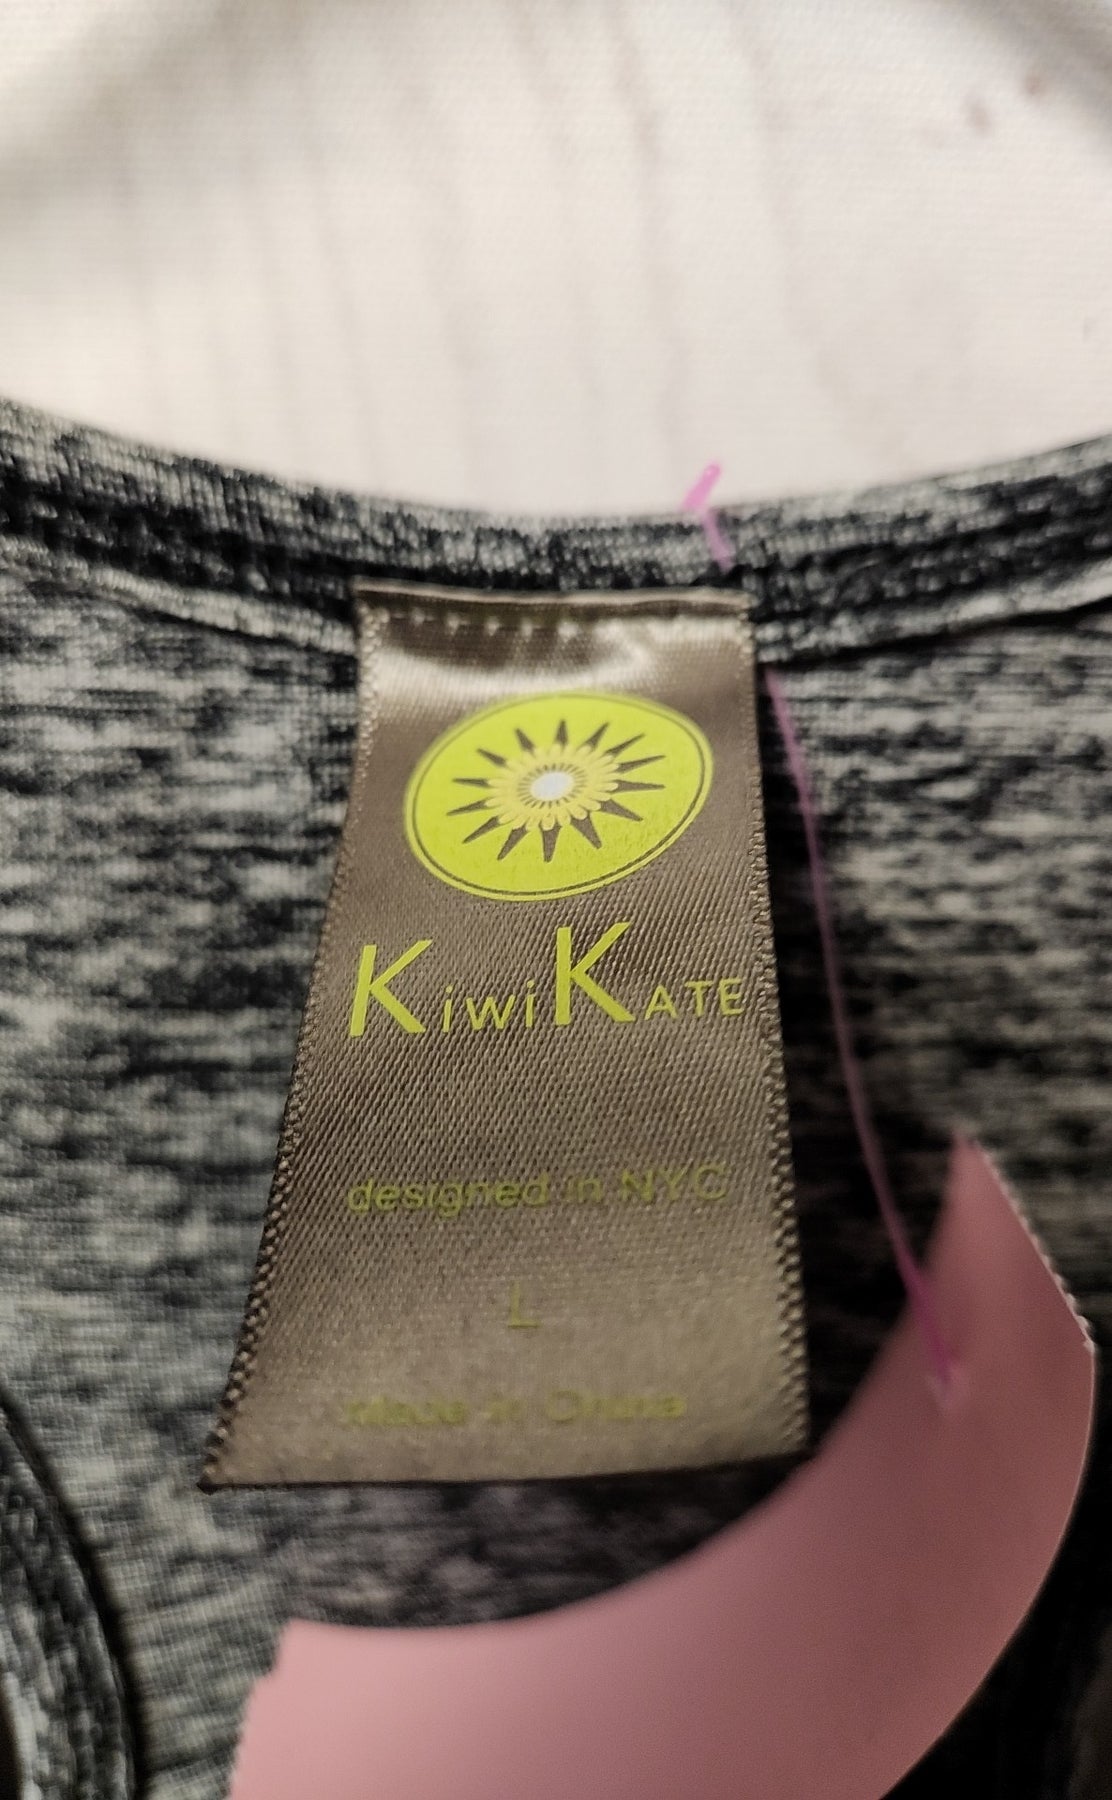 KiwiKATE
designed in NYC
L
made in China